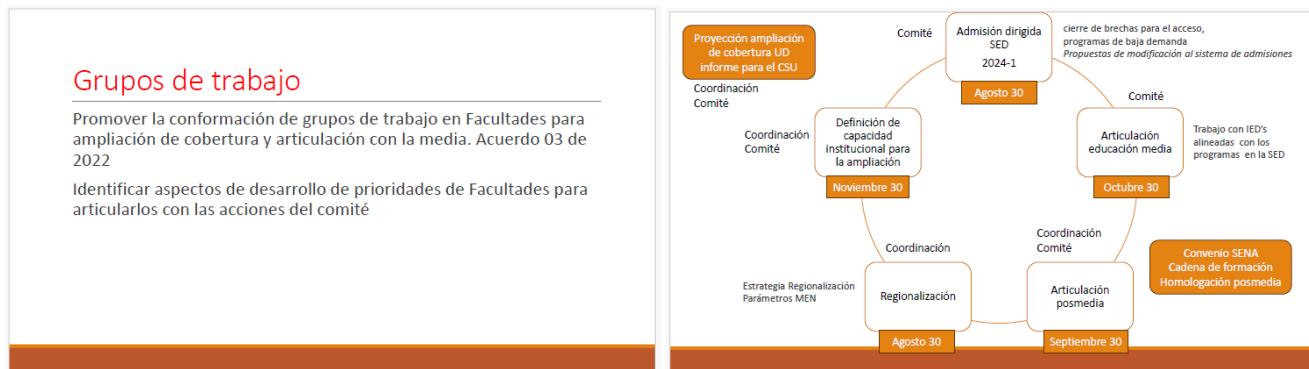 Grupos de trabajo
Promover la conformación de grupos de trabajo en Facultades para
ampliación de cobertura y articulación con la media. Acuerdo 03 de
2022
Identificar aspectos de desarrollo de prioridades de Facultades para
articularlos con las acciones del comité
Proyección ampliación
de cobertura UD
informe para el CSU
Coordinación
Comité
Comité
Admisión dirigida
SED
2024-1
Agosto 30
cierre de brechas para el acceso,
programas de baja demanda
Propuestas de modificación al sistema de admisiones
Comité
Articulación
educación media
Octubre 30
Trabajo con IED's
alineadas con los
programas en la SED
Coordinación
Comité
Definición de
capacidad
institucional para
la ampliación
Noviembre 30
Coordinación
Estrategia Regionalización
Parámetros MEN
Regionalización
Agosto 30
Coordinación
Comité
Articulación
posmedia
Septiembre 30
Convenio SENA
Cadena de formación
Homologación posmedia